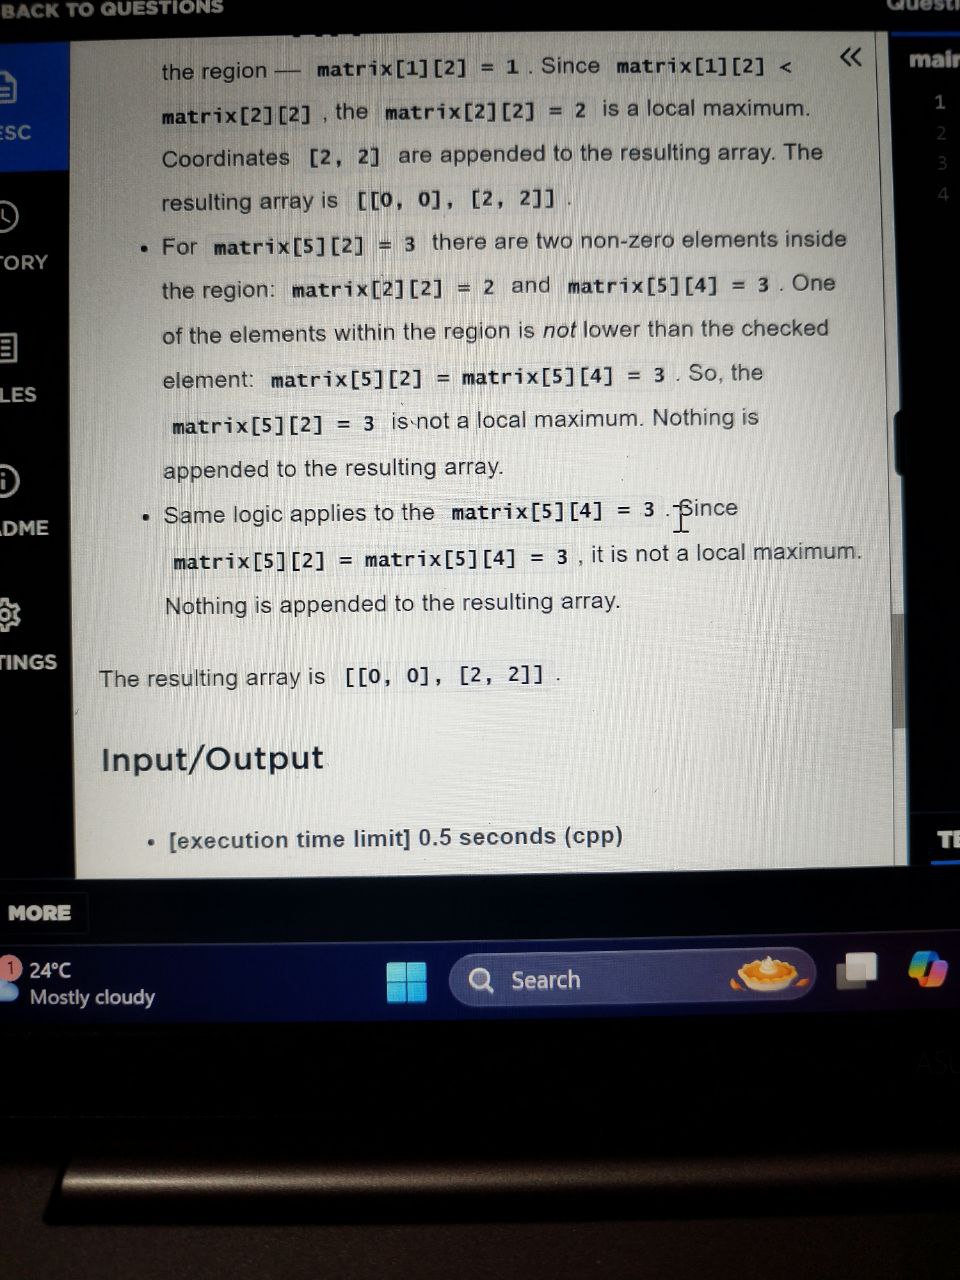 BACK TO QUESTIONS
the region — matrix[1][2] = 1 . Since matrix[1][2] <
matrix[2][2] , the matrix[2][2] = 2 is a local maximum.
Coordinates [2, 2] are appended to the resulting array. The
resulting array is [[0, 0], [2, 2]] .
• For matrix[5][2] = 3 there are two non-zero elements inside
the region: matrix[2][2] = 2 and matrix[5][4] = 3 . One
of the elements within the region is not lower than the checked
element: matrix[5][2] = matrix[5][4] = 3 . So, the
matrix[5][2] = 3 is not a local maximum. Nothing is
appended to the resulting array.
• Same logic applies to the matrix[5][4] = 3 . Since
matrix[5][2] = matrix[5][4] = 3 , it is not a local maximum.
Nothing is appended to the resulting array.
The resulting array is [[0, 0], [2, 2]] .
Input/Output
• [execution time limit] 0.5 seconds (cpp)
1
2
3
4
MORE
1
24°C
Mostly cloudy
Search